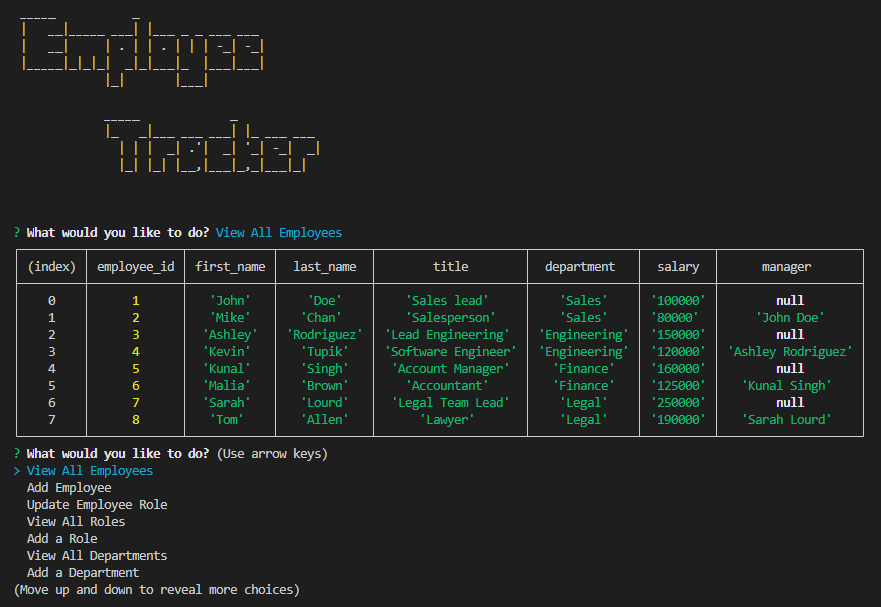 Employee
Tracker
? What would you like to do? View All Employees
(index) employee_id first_name last_name title department salary manager
0 1 'John' 'Doe' 'Sales lead' 'Sales' '100000' null
1 2 'Mike' 'Chan' 'Salesperson' 'Sales' '80000' 'John Doe'
2 3 'Ashley' 'Rodriguez' 'Lead Engineering' 'Engineering' '150000' null
3 4 'Kevin' 'Tupik' 'Software Engineer' 'Engineering' '120000' 'Ashley Rodriguez'
4 5 'Kunal' 'Singh' 'Account Manager' 'Finance' '160000' null
5 6 'Malia' 'Brown' 'Accountant' 'Finance' '125000' 'Kunal Singh'
6 7 'Sarah' 'Lourd' 'Legal Team Lead' 'Legal' '250000' null
7 8 'Tom' 'Allen' 'Lawyer' 'Legal' '190000' 'Sarah Lourd'
? What would you like to do? (Use arrow keys)
> View All Employees
Add Employee
Update Employee Role
View All Roles
Add a Role
View All Departments
Add a Department
(Move up and down to reveal more choices)